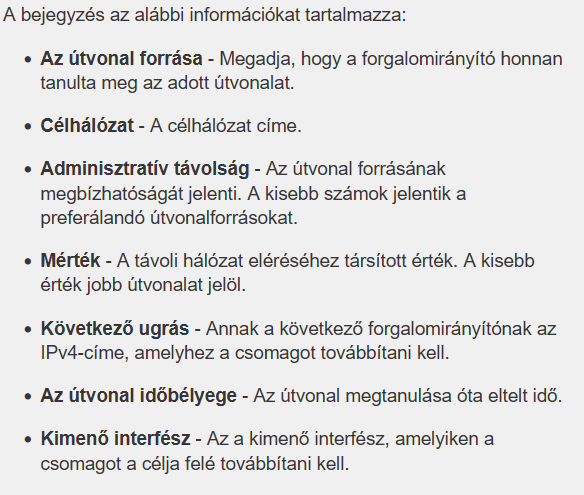 A bejegyzés az alábbi információkat tartalmazza:
• Az útvonal forrása - Megadja, hogy a forgalomirányító honnan
tanulta meg az adott útvonalat.
• Célhálózat - A célhálózat címe.
• Adminisztratív távolság - Az útvonal forrásának
megbízhatóságát jelenti. A kisebb számok jelentik a
preferálandó útvonalforrásokat.
• Mérték - A távoli hálózat eléréséhez társított érték. A kisebb
érték jobb útvonalat jelöl.
• Következő ugrás - Annak a következő forgalomirányítónak az
IPv4-címe, amelyhez a csomagot továbbítani kell.
• Az útvonal időbélyege - Az útvonal megtanulása óta eltelt idő.
• Kimenő interfész - Az a kimenő interfész, amelyiken a
csomagot a célja felé továbbítani kell.